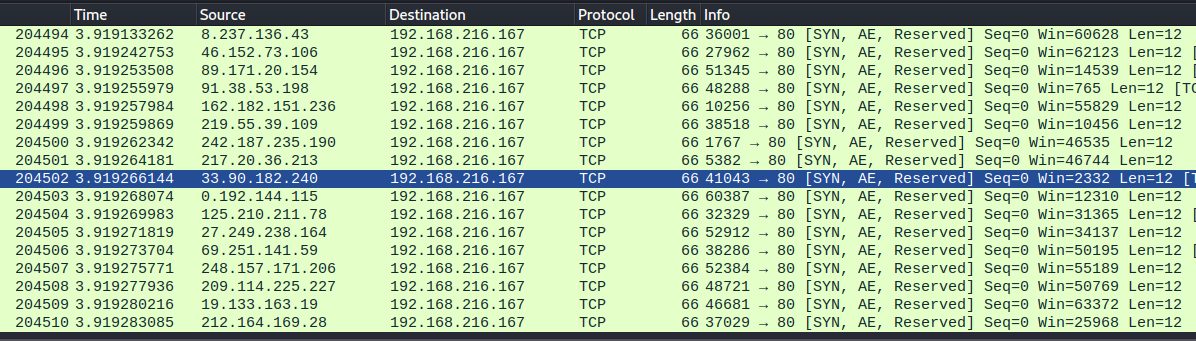 Time Source Destination Protocol Length Info
204494 3.919133262 8.237.136.43 192.168.216.167 TCP 66 36001 → 80 [SYN, AE, Reserved] Seq=0 Win=60628 Len=12
204495 3.919242753 46.152.73.106 192.168.216.167 TCP 66 27962 → 80 [SYN, AE, Reserved] Seq=0 Win=62123 Len=12 [
204496 3.919253508 89.171.20.154 192.168.216.167 TCP 66 51345 → 80 [SYN, AE, Reserved] Seq=0 Win=14539 Len=12 [
204497 3.919255979 91.38.53.198 192.168.216.167 TCP 66 48288 → 80 [SYN, AE, Reserved] Seq=0 Win=765 Len=12 [TC
204498 3.919257984 162.182.151.236 192.168.216.167 TCP 66 10256 → 80 [SYN, AE, Reserved] Seq=0 Win=55829 Len=12
204499 3.919259869 219.55.39.109 192.168.216.167 TCP 66 38518 → 80 [SYN, AE, Reserved] Seq=0 Win=10456 Len=12
204500 3.919262342 242.187.235.190 192.168.216.167 TCP 66 1767 → 80 [SYN, AE, Reserved] Seq=0 Win=46535 Len=12
204501 3.919264181 217.20.36.213 192.168.216.167 TCP 66 5382 → 80 [SYN, AE, Reserved] Seq=0 Win=46744 Len=12
204502 3.919266144 33.90.182.240 192.168.216.167 TCP 66 41043 → 80 [SYN, AE, Reserved] Seq=0 Win=2332 Len=12 [T
204503 3.919268074 0.192.144.115 192.168.216.167 TCP 66 60387 → 80 [SYN, AE, Reserved] Seq=0 Win=12310 Len=12
204504 3.919269983 125.210.211.78 192.168.216.167 TCP 66 32329 → 80 [SYN, AE, Reserved] Seq=0 Win=31365 Len=12 [
204505 3.919271819 27.249.238.164 192.168.216.167 TCP 66 52912 → 80 [SYN, AE, Reserved] Seq=0 Win=34137 Len=12
204506 3.919273704 69.251.141.59 192.168.216.167 TCP 66 38286 → 80 [SYN, AE, Reserved] Seq=0 Win=50195 Len=12 [
204507 3.919275771 248.157.171.206 192.168.216.167 TCP 66 52384 → 80 [SYN, AE, Reserved] Seq=0 Win=55189 Len=12
204508 3.919277936 209.114.225.227 192.168.216.167 TCP 66 48721 → 80 [SYN, AE, Reserved] Seq=0 Win=50769 Len=12
204509 3.919280216 19.133.163.19 192.168.216.167 TCP 66 46681 → 80 [SYN, AE, Reserved] Seq=0 Win=63372 Len=12
204510 3.919283085 212.164.169.28 192.168.216.167 TCP 66 37029 → 80 [SYN, AE, Reserved] Seq=0 Win=25968 Len=12